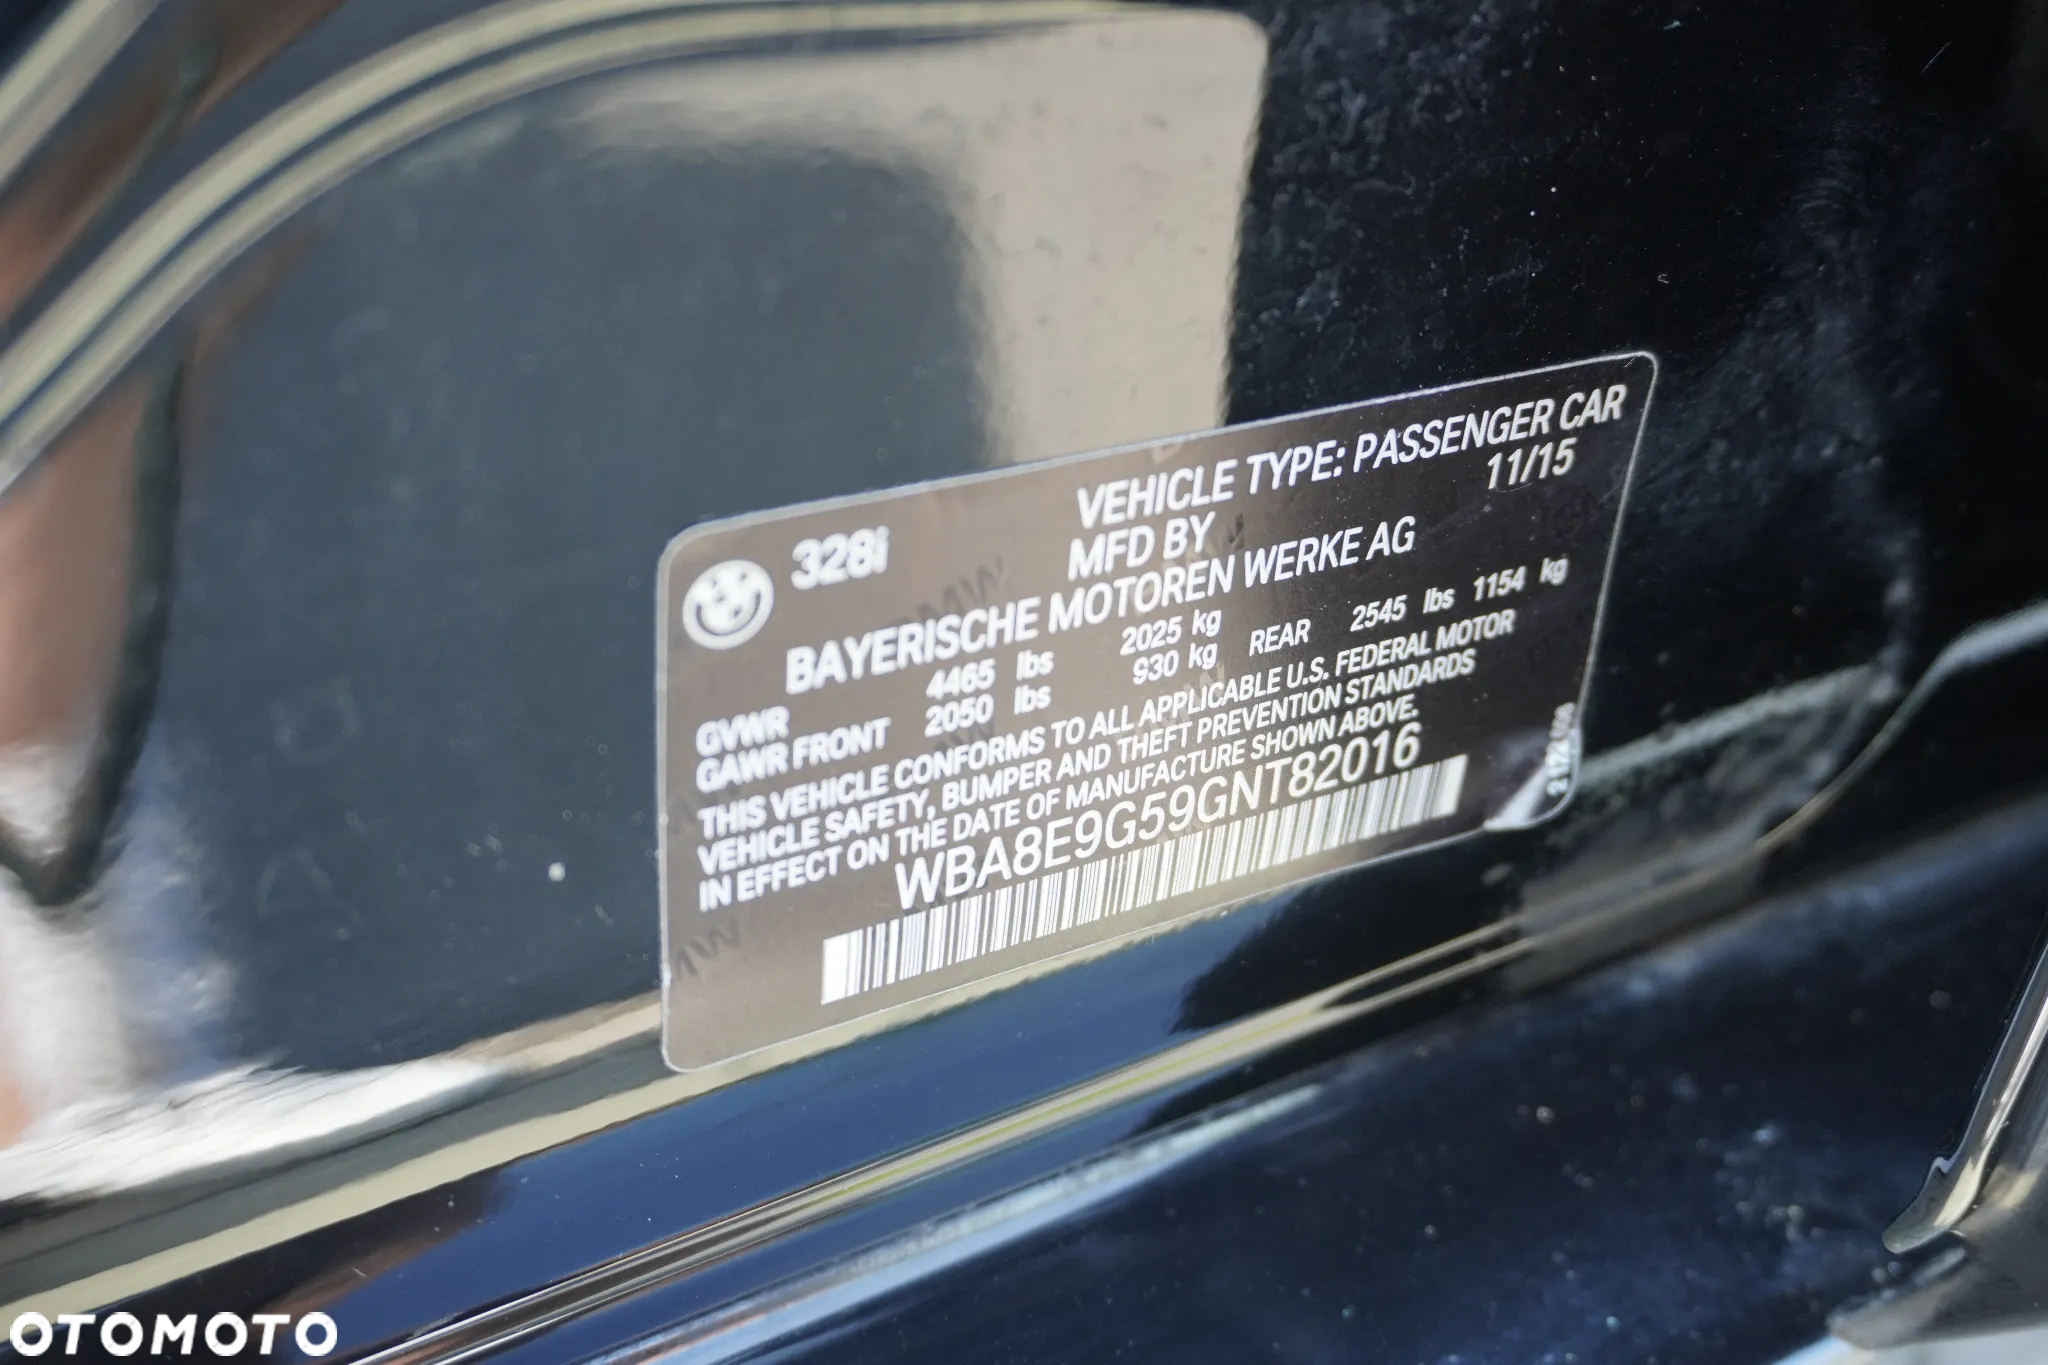 328i
VEHICLE TYPE: PASSENGER CAR
MFD BY 11/15
BAYERISCHE MOTOREN WERKE AG
GVWR 4465 lbs 2025 kg
GAWR FRONT 2050 lbs 930 kg REAR 2545 lbs 1154 kg
THIS VEHICLE CONFORMS TO ALL APPLICABLE U.S. FEDERAL MOTOR
VEHICLE SAFETY, BUMPER AND THEFT PREVENTION STANDARDS
IN EFFECT ON THE DATE OF MANUFACTURE SHOWN ABOVE.
WBA8E9G59GNT82016
OTOMOTO